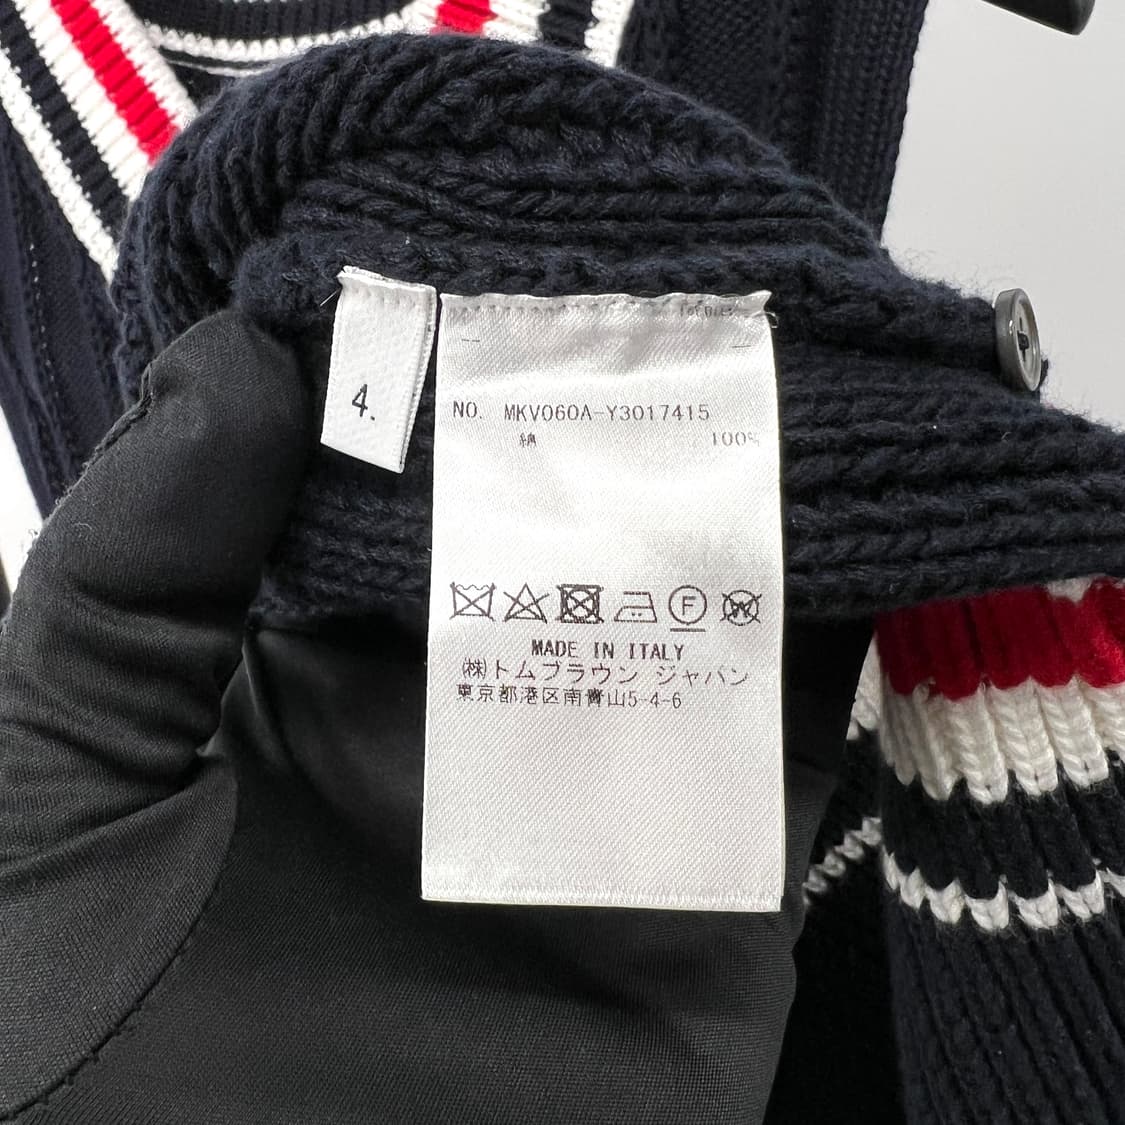 4.
NO. MKV060A-Y3017415
綿 100%
F
W
MADE IN ITALY
㈱トムブラウン ジャパン
東京都港区南青山5-4-6